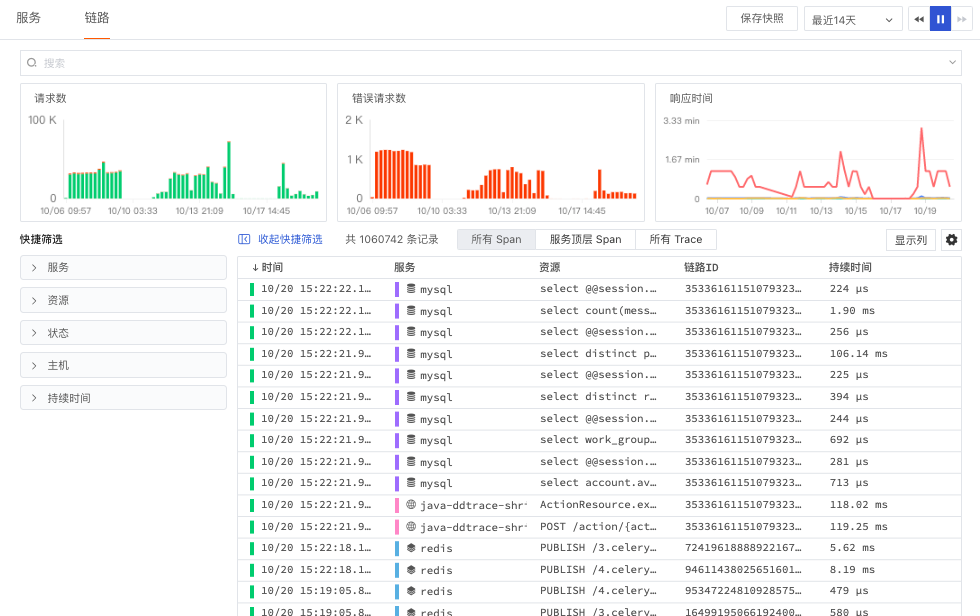 服务 链路 保存快照 最近14天
搜索
请求数 错误请求数 响应时间
100 K
0
10/06 09:57 10/10 03:33 10/13 21:09 10/17 14:45
2 K
1 K
0
10/06 09:57 10/10 03:33 10/13 21:09 10/17 14:45
3.33 min
1.67 min
0
10/07 10/09 10/11 10/13 10/15 10/17 10/19
快捷筛选 收起快捷筛选 共 1060742 条记录 所有 Span 服务顶层 Span 所有 Trace 显示列
服务
资源
状态
主机
持续时间
时间 服务 资源 链路ID 持续时间
10/20 15:22:22.1… mysql select @@session.… 35336161151079323… 224 μs
10/20 15:22:22.1… mysql select count(mess… 35336161151079323… 1.90 ms
10/20 15:22:22.1… mysql select @@session.… 35336161151079323… 256 μs
10/20 15:22:21.9… mysql select distinct p… 35336161151079323… 106.14 ms
10/20 15:22:21.9… mysql select @@session.… 35336161151079323… 225 μs
10/20 15:22:21.9… mysql select distinct r… 35336161151079323… 394 μs
10/20 15:22:21.9… mysql select @@session.… 35336161151079323… 244 μs
10/20 15:22:21.9… mysql select work_group… 35336161151079323… 692 μs
10/20 15:22:21.9… mysql select @@session.… 35336161151079323… 281 μs
10/20 15:22:21.9… mysql select account.av… 35336161151079323… 713 μs
10/20 15:22:21.9… java-ddtrace-shr ActionResource.ex… 35336161151079323… 118.02 ms
10/20 15:22:21.9… java-ddtrace-shr POST /action/{act… 35336161151079323… 119.25 ms
10/20 15:22:18.1… redis PUBLISH /3.celery… 72419618888922167… 5.62 ms
10/20 15:22:18.1… redis PUBLISH /4.celery… 94611438025651601… 8.19 ms
10/20 15:19:05.8… redis PUBLISH /4.celery… 95347224810928575… 479 μs
10/20 15:19:05.8… redis PUBLISH /3.celery… 16499195066192400… 580 μs